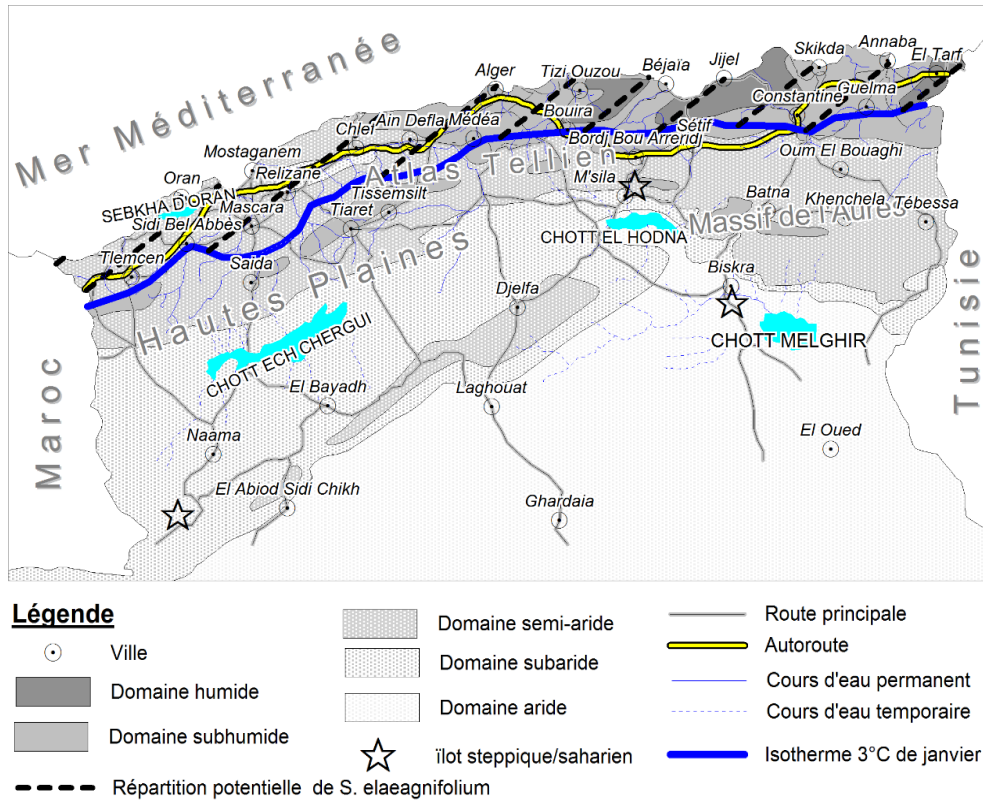 Mer Méditerranée
Skikda
Annaba
El Tarf
Jijel
Béjaïa
Tizi Ouzou
Alger
Guelma
Constantine
Bouira
Sétif
Ain Defla
Médéa
Chlef
Bordj Bou Arreridj
Oum El Bouaghi
Mostaganem
Relizane
Atlas Tellien
M'sila
Oran
SEBKHA D'ORAN
Tissemsilt
Batna
Khenchela
Tébessa
Mascara
Sidi Bel Abbès
Tiaret
Massif de l'Aurès
CHOTT EL HODNA
Tlemcen
Saida
Hautes Plaines
Biskra
Djelfa
Tunisie
CHOTT MELGHIR
CHOTT ECH CHERGUI
El Bayadh
Laghouat
Maroc
Naama
El Oued
El Abiod Sidi Chikh
Ghardaia
Légende
Ville
Domaine humide
Domaine subhumide
Répartition potentielle de S. elaeagnifolium
Domaine semi-aride
Domaine subaride
Domaine aride
ïlot steppique/saharien
Route principale
Autoroute
Cours d'eau permanent
Cours d'eau temporaire
Isotherme 3°C de janvier